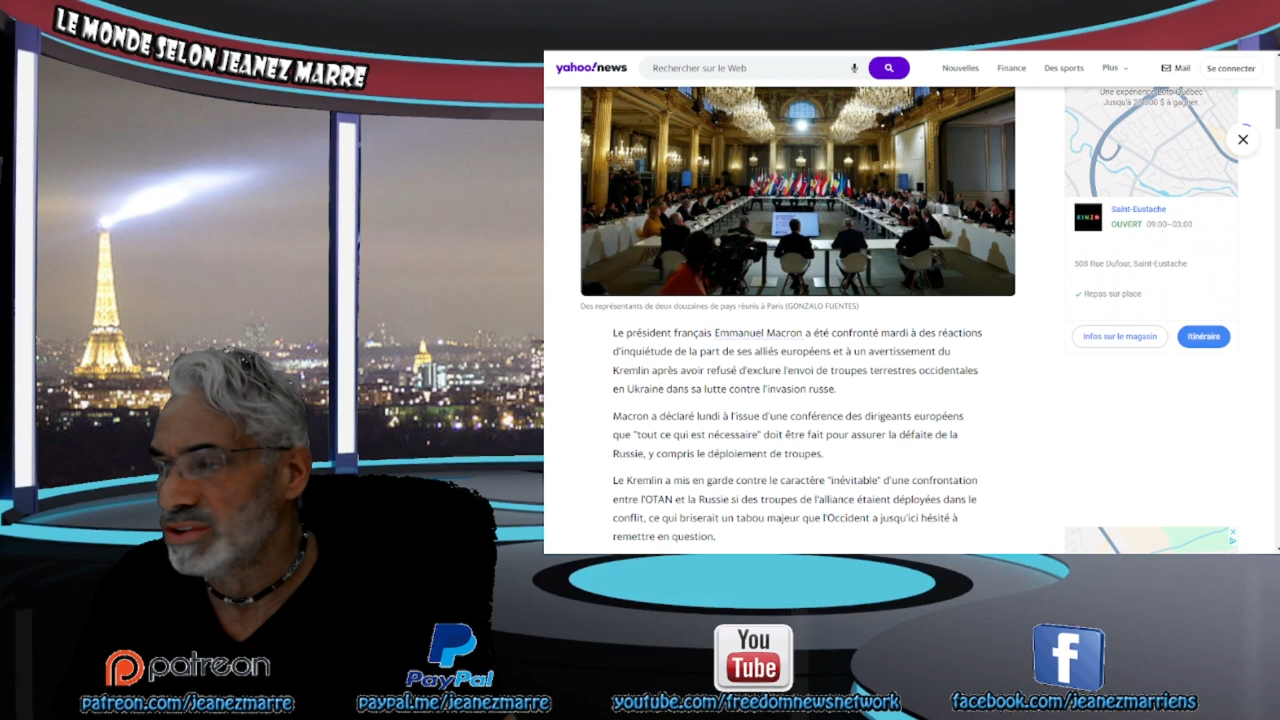 LE MONDE SELON JEANEZ MARRE
yahoo!news
Rechercher sur le Web
Nouvelles
Finance
Des sports
Plus
Mail
Se connecter
Une expérience Loto-Québec
Jusqu'à 25,000 $ à gagner.
KINZO
Saint-Eustache
OUVERT 09:00–03:00
508 Rue Dufour, Saint-Eustache
Repas sur place
Infos sur le magasin
Itinéraire
Des représentants de deux douzaines de pays réunis à Paris (GONZALO FUENTES)
Le président français Emmanuel Macron a été confronté mardi à des réactions
d'inquiétude de la part de ses alliés européens et à un avertissement du
Kremlin après avoir refusé d'exclure l'envoi de troupes terrestres occidentales
en Ukraine dans sa lutte contre l'invasion russe.
Macron a déclaré lundi à l'issue d'une conférence des dirigeants européens
que "tout ce qui est nécessaire" doit être fait pour assurer la défaite de la
Russie, y compris le déploiement de troupes.
Le Kremlin a mis en garde contre le caractère "inévitable" d'une confrontation
entre l'OTAN et la Russie si des troupes de l'alliance étaient déployées dans le
conflit, ce qui briserait un tabou majeur que l'Occident a jusqu'ici hésité à
remettre en question.
patreon
patreon.com/jeanezmarre
PayPal
paypal.me/jeanezmarre
You
Tube
youtube.com/freedomnewsnetwork
f
facebook.com/jeanezmarriens